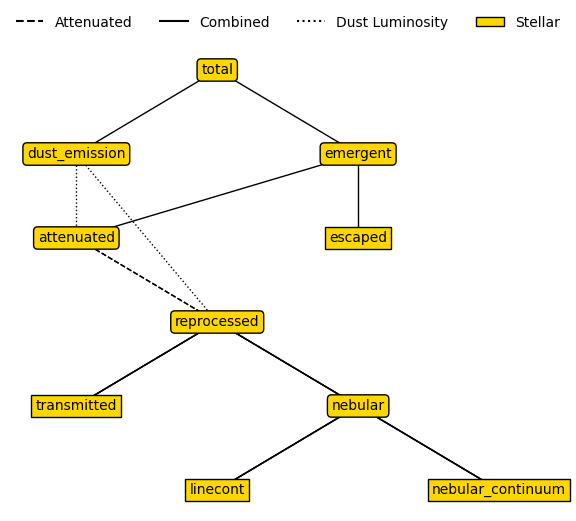 Attenuated Combined Dust Luminosity Stellar
total
dust_emission emergent
attenuated escaped
reprocessed
transmitted nebular
linecont nebular_continuum